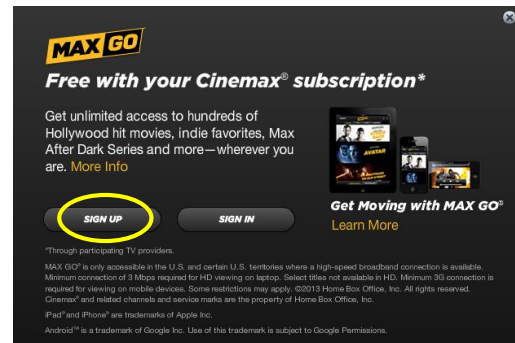 MAX GO
Free with your Cinemax® subscription*
Get unlimited access to hundreds of
Hollywood hit movies, indie favorites, Max
After Dark Series and more—wherever you
are. More Info
AVATAR
Get Moving with MAX GO®
Learn More
SIGN UP
SIGN IN
*Through participating TV providers.
MAX GO® is only accessible in the U.S. and certain U.S. territories where a high-speed broadband connection is available.
Minimum connection of 3 Mbps required for HD viewing on laptop. Select titles not available in HD. Minimum 3G connection is
required for viewing on mobile devices. Some restrictions may apply. ©2013 Home Box Office, Inc. All rights reserved.
Cinemax® and related channels and service marks are the property of Home Box Office, Inc.
iPad® and iPhone® are trademarks of Apple Inc.
Android™ is a trademark of Google Inc. Use of this trademark is subject to Google Permissions.